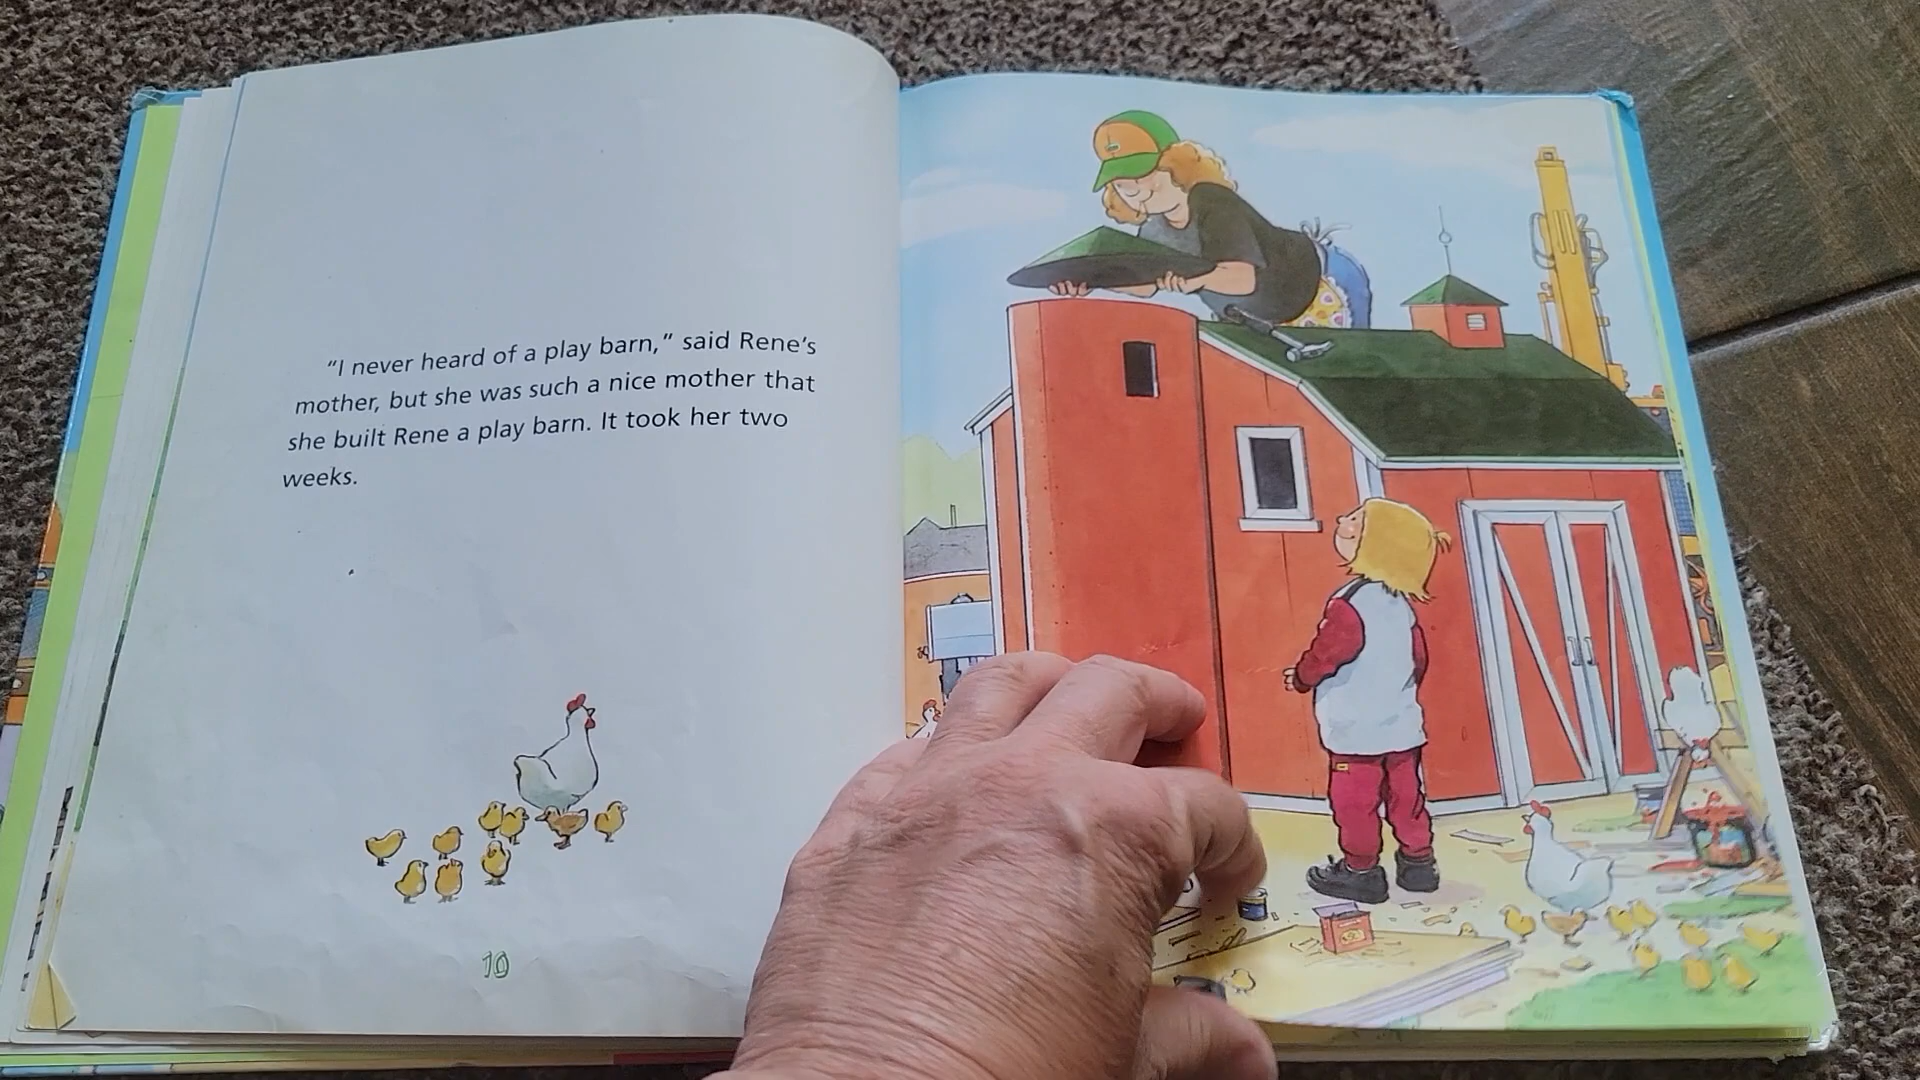 "I never heard of a play barn," said Rene's
mother, but she was such a nice mother that
she built Rene a play barn. It took her two
weeks.
10